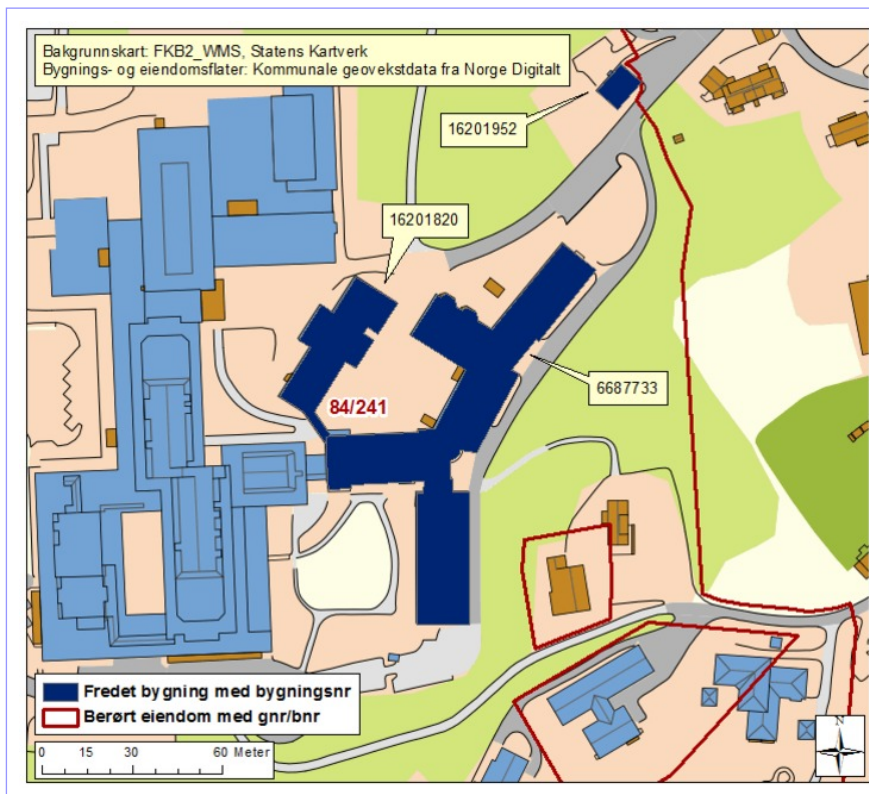 Bakgrunnskart: FKB2_WMS, Statens Kartverk
Bygnings- og eiendomsflater: Kommunale geovekstdata fra Norge Digitalt
16201952
16201820
6687733
84/241
Fredet bygning med bygningsnr
Berørt eiendom med gnr/bnr
0 15 30 60 Meter
N